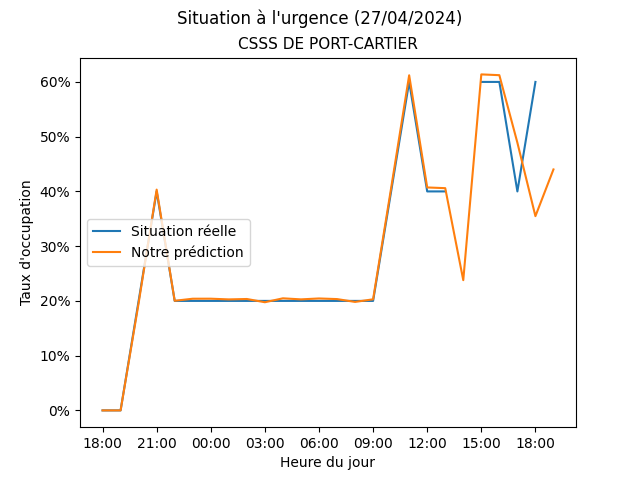 Situation à l'urgence (27/04/2024)
CSSS DE PORT-CARTIER
60%
50%
40%
30%
20%
10%
0%
Taux d'occupation
Situation réelle
Notre prédiction
18:00 21:00 00:00 03:00 06:00 09:00 12:00 15:00 18:00
Heure du jour